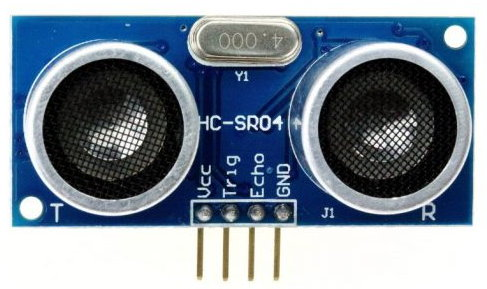 4.000
Y1
HC-SR04
Vcc
Trig
Echo
GND
T
J1
R